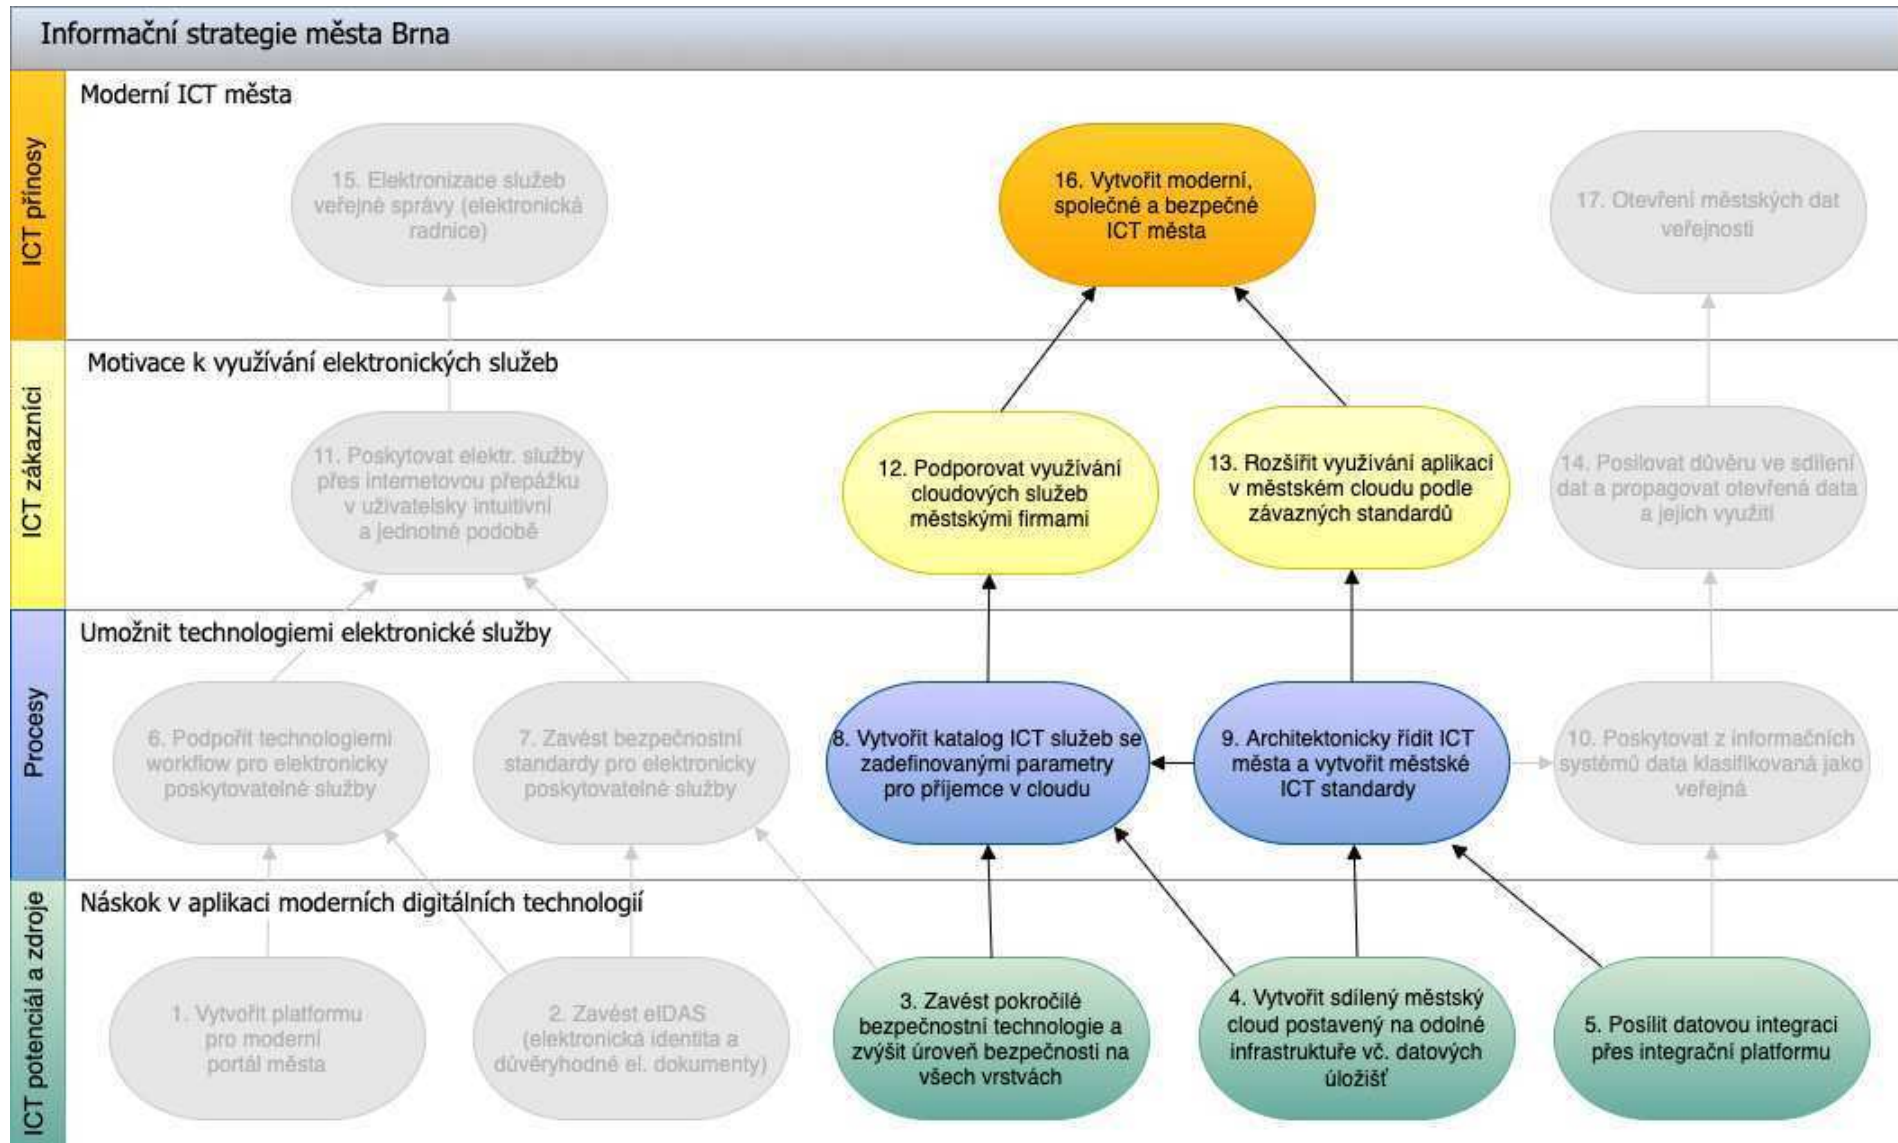 Informační strategie města Brna
ICT přínosy
Moderní ICT města
15. Elektronizace služeb
veřejné správy (elektronická
radnice)
16. Vytvořit moderní,
společné a bezpečné
ICT města
17. Otevření městských dat
veřejnosti
ICT zákazníci
Motivace k využívání elektronických služeb
11. Poskytovat elektr. služby
přes internetovou přepážku
v uživatelsky intuitivní
a jednotné podobě
12. Podporovat využívání
cloudových služeb
městskými firmami
13. Rozšířit využívání aplikací
v městském cloudu podle
závazných standardů
14. Posilovat důvěru ve sdílení
dat a propagovat otevřená data
a jejich využití
Procesy
Umožnit technologiemi elektronické služby
6. Podpořit technologiemi
workflow pro elektronicky
poskytovatelné služby
7. Zavést bezpečnostní
standardy pro elektronicky
poskytovatelné služby
8. Vytvořit katalog ICT služeb se
zadefinovanými parametry
pro příjemce v cloudu
9. Architektonicky řídit ICT
města a vytvořit městské
ICT standardy
10. Poskytovat z informačních
systémů data klasifikovaná jako
veřejná
ICT potenciál a zdroje
Náskok v aplikaci moderních digitálních technologií
1. Vytvořit platformu
pro moderní
portál města
2. Zavést eIDAS
(elektronická identita a
důvěryhodné el. dokumenty)
3. Zavést pokročilé
bezpečnostní technologie a
zvýšit úroveň bezpečnosti na
všech vrstvách
4. Vytvořit sdílený městský
cloud postavený na odolné
infrastruktuře vč. datových
úložišť
5. Posílit datovou integraci
přes integrační platformu